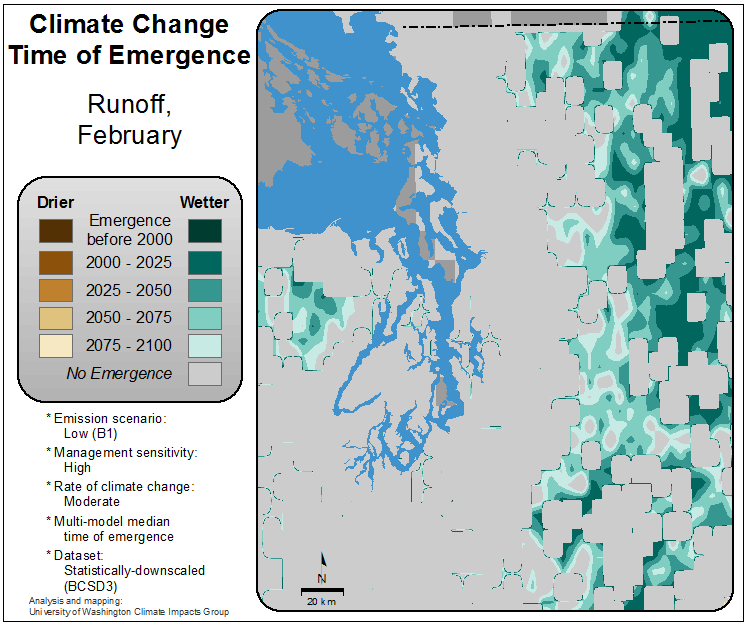 Climate Change
Time of Emergence
Runoff,
February
Drier Wetter
Emergence
before 2000
2000 - 2025
2025 - 2050
2050 - 2075
2075 - 2100
No Emergence
* Emission scenario:
Low (B1)
* Management sensitivity:
High
* Rate of climate change:
Moderate
* Multi-model median
time of emergence
* Dataset:
Statistically-downscaled
(BCSD3)
Analysis and mapping:
University of Washington Climate Impacts Group
N
20 km